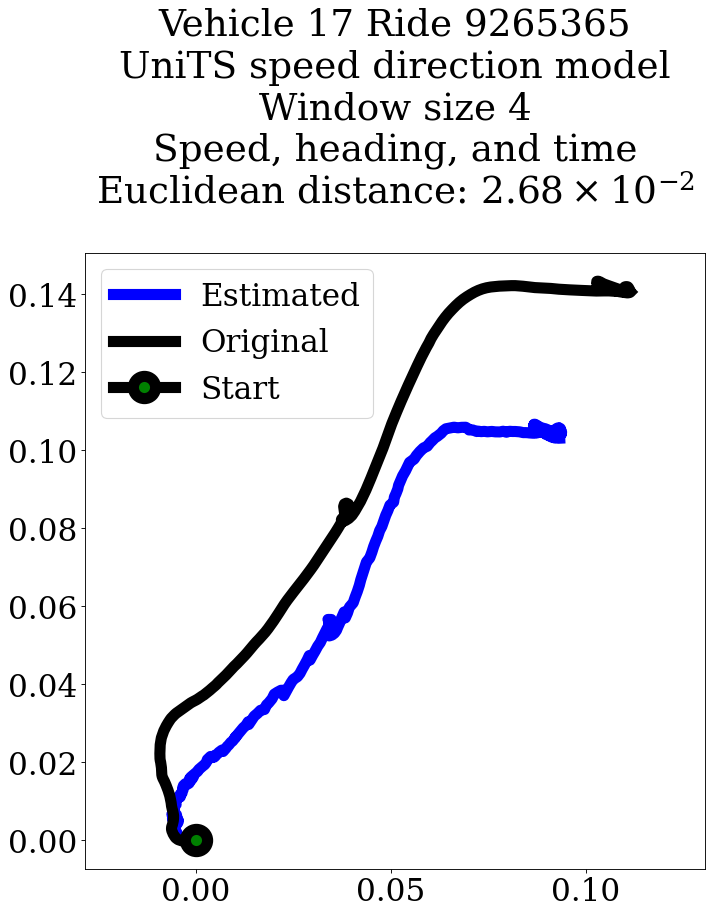 Vehicle 17 Ride 9265365
UniTS speed direction model
Window size 4
Speed, heading, and time
Euclidean distance: 2.68 × 10⁻²
Estimated
Original
Start
0.14
0.12
0.10
0.08
0.06
0.04
0.02
0.00
0.00 0.05 0.10